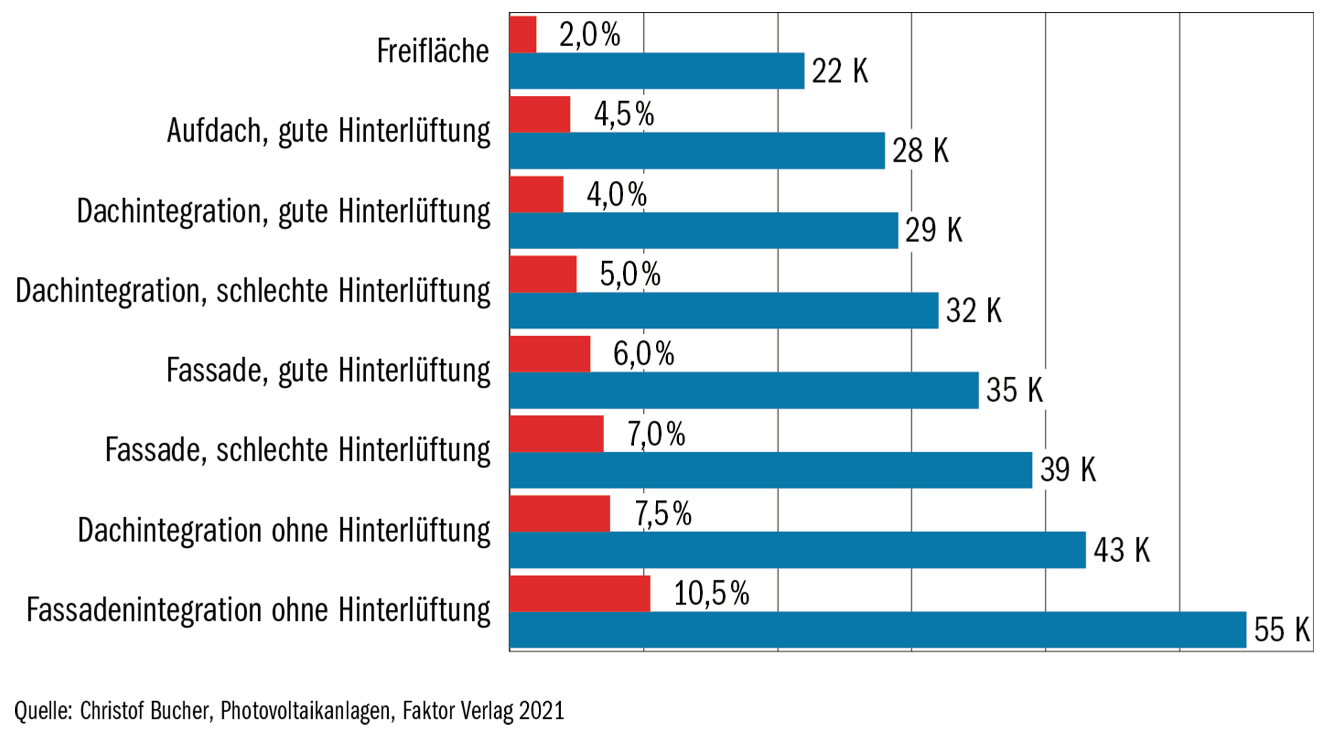 Freifläche
2,0%
22 K
Aufdach, gute Hinterlüftung
4,5%
28 K
Dachintegration, gute Hinterlüftung
4,0%
29 K
Dachintegration, schlechte Hinterlüftung
5,0%
32 K
Fassade, gute Hinterlüftung
6,0%
35 K
Fassade, schlechte Hinterlüftung
7,0%
39 K
Dachintegration ohne Hinterlüftung
7,5%
43 K
Fassadenintegration ohne Hinterlüftung
10,5%
55 K
Quelle: Christof Bucher, Photovoltaikanlagen, Faktor Verlag 2021